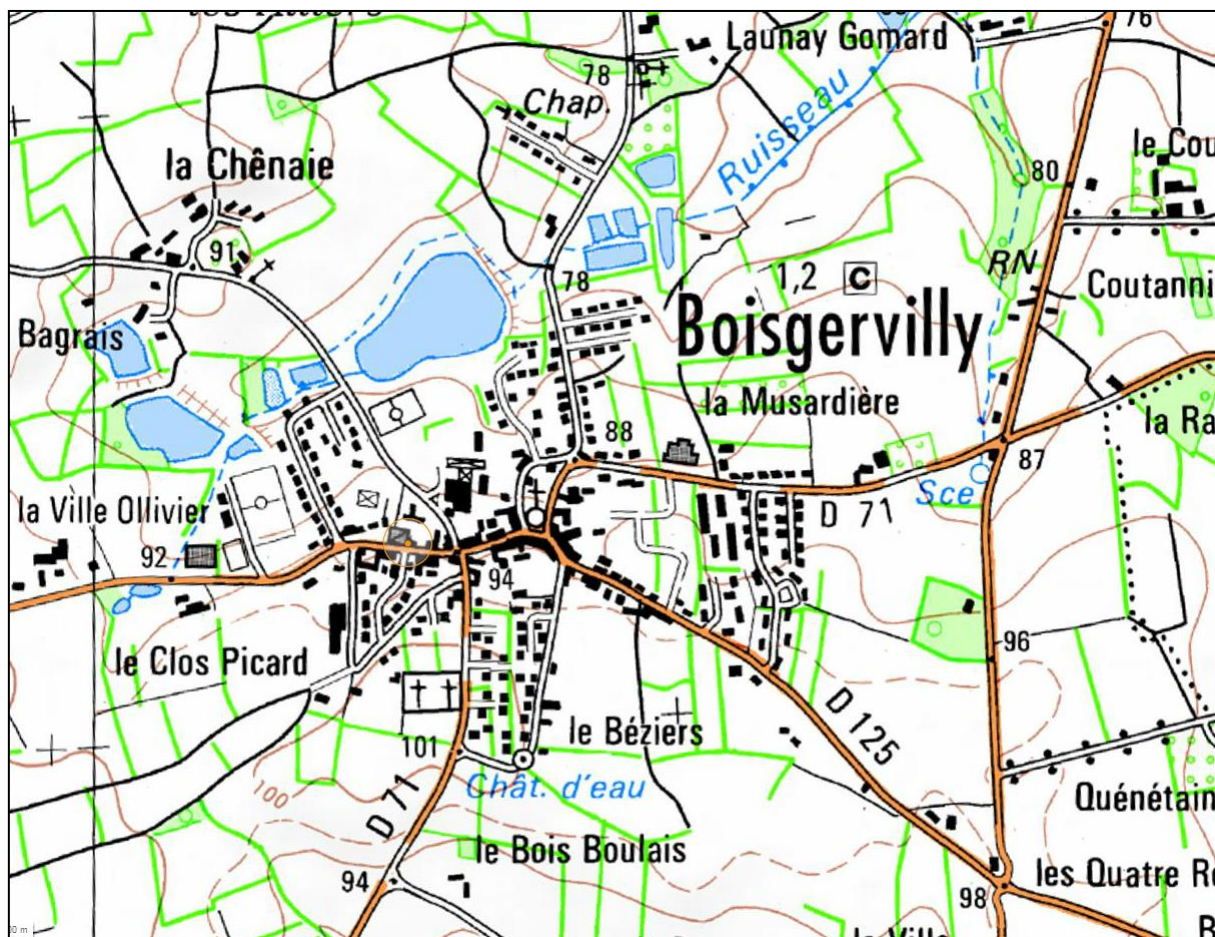 76
Launay Gomard
78
Chap.
Ruisseau
la Chênaie
le Cou
80
91
RN
1,2 C
78
Coutanni
Boisgervilly
Bagrais
la Musardière
la Ra
88
87
Sce
D 71
la Ville Ollivier
92
94
96
le Clos Picard
D 125
le Béziers
101
Chât. d'eau
100
Quénétain
D 71
le Bois Boulais
94
les Quatre R
98